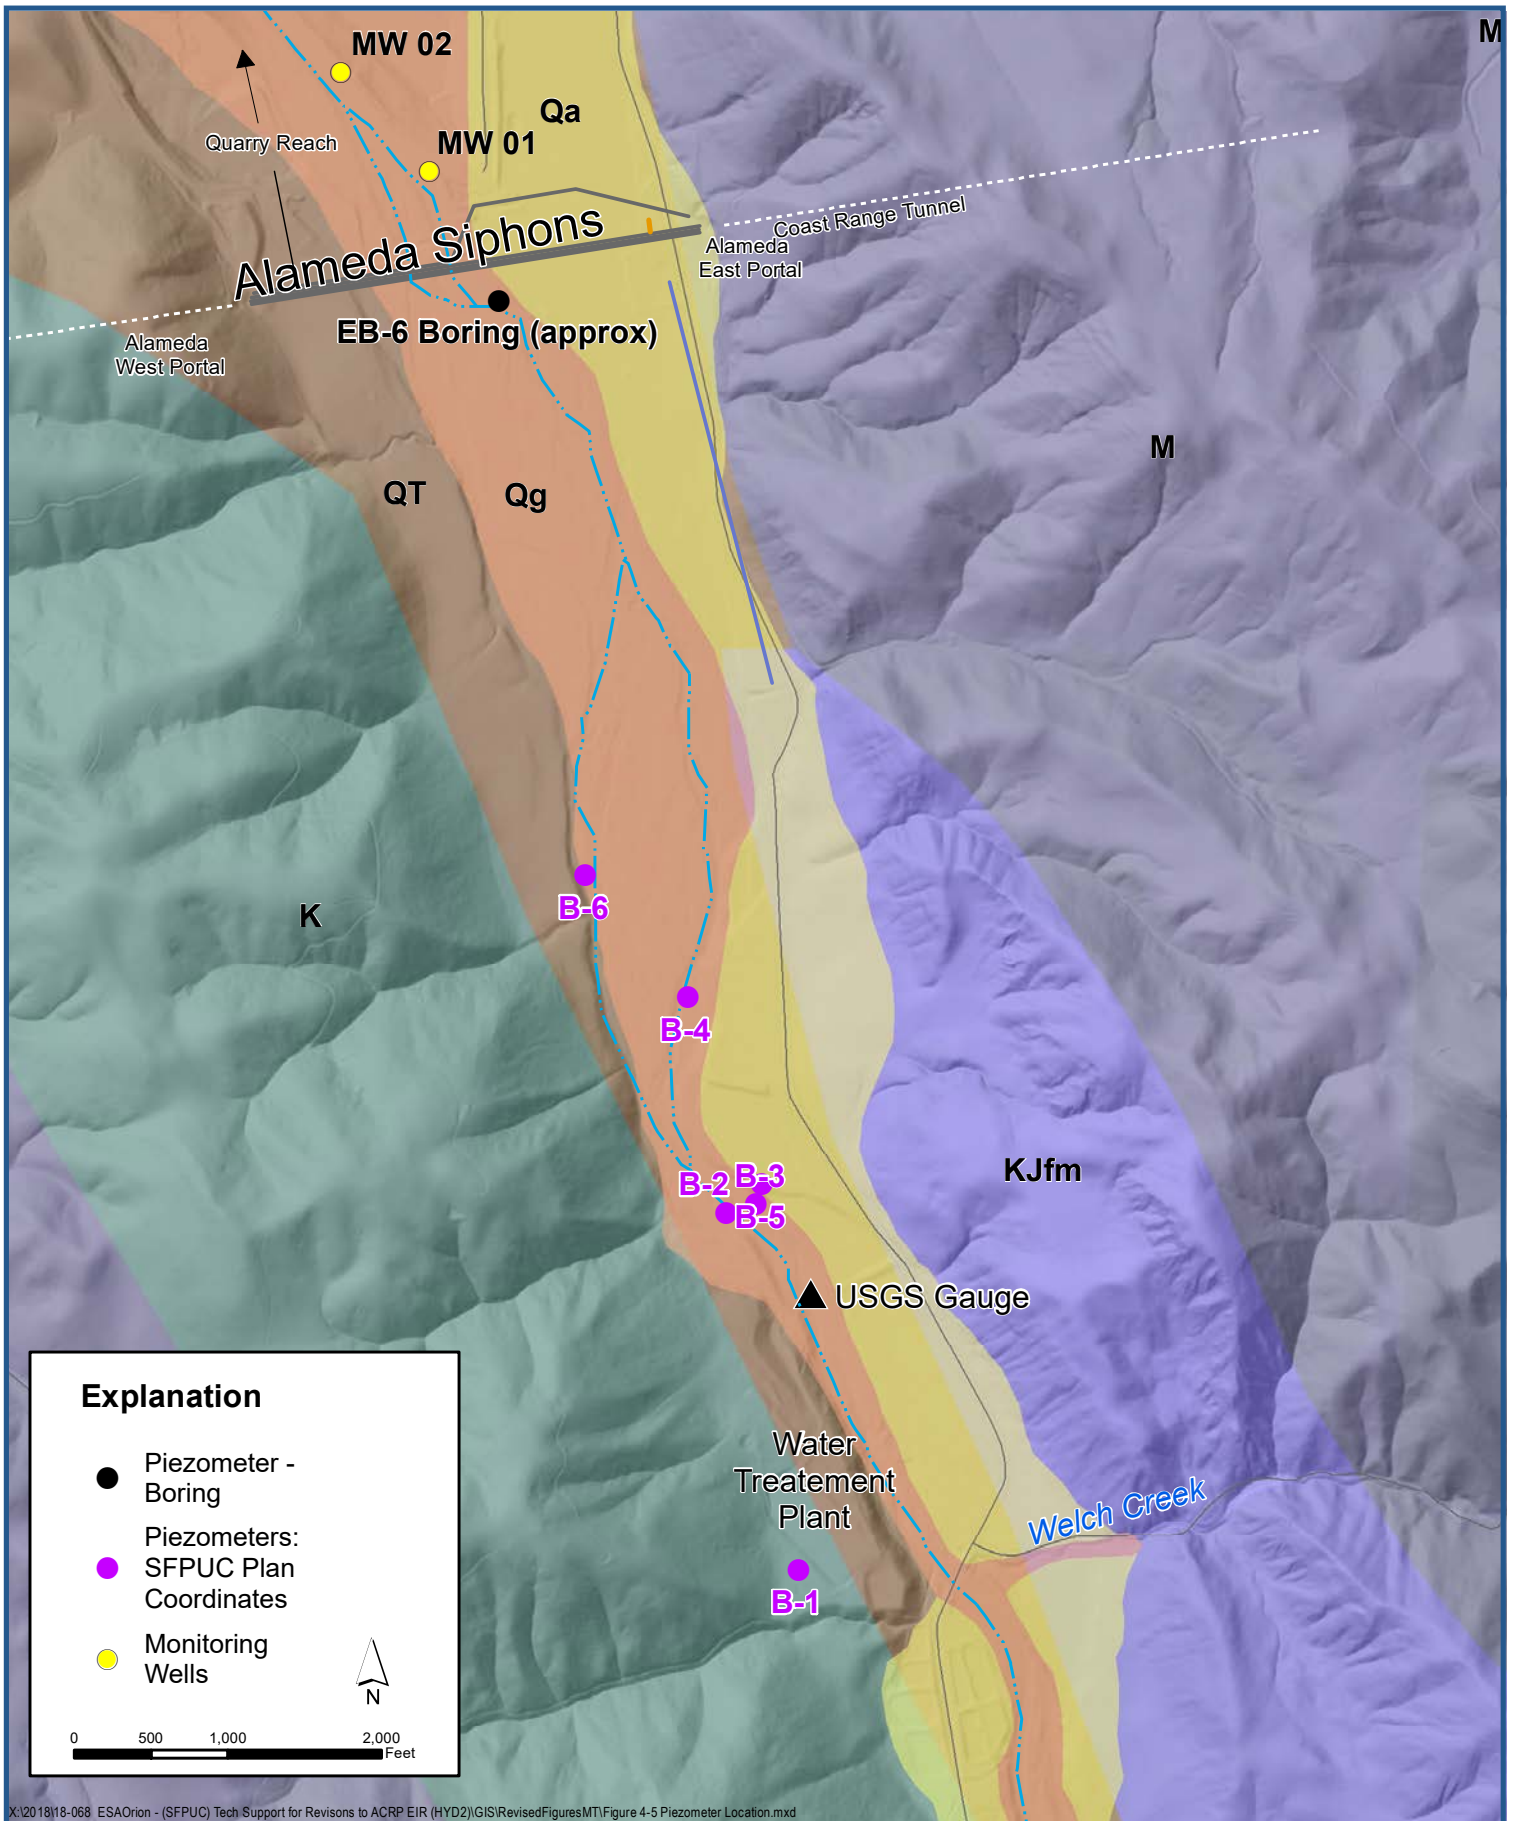 M
MW 02
Qa
Quarry Reach
MW 01
Coast Range Tunnel
Alameda Siphons
Alameda
East Portal
EB-6 Boring (approx)
Alameda
West Portal
M
QT
Qg
B-6
K
B-4
KJfm
B-2
B-3
B-5
USGS Gauge
Water
Treatement
Plant
Welch Creek
B-1
Explanation
Piezometer -
Boring
Piezometers:
SFPUC Plan
Coordinates
Monitoring
Wells
N
0 500 1,000 2,000
Feet
X:\2018\18-068 ESAOrion - (SFPUC) Tech Support for Revisons to ACRP EIR (HYD2)\GIS\RevisedFiguresMT\Figure 4-5 Piezometer Location.mxd